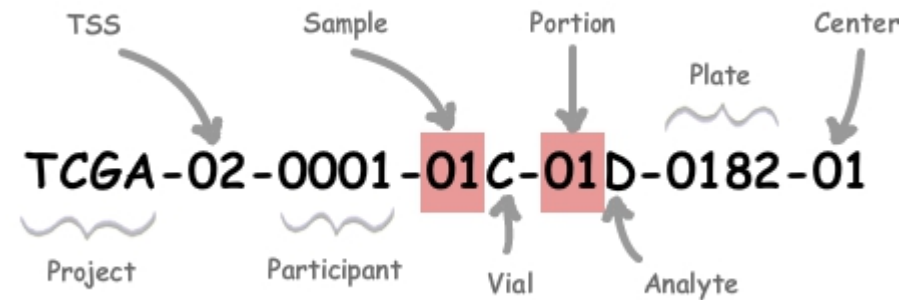 TSS Sample Portion Center
Plate
TCGA-02-0001-01C-01D-0182-01
Project Participant Vial Analyte